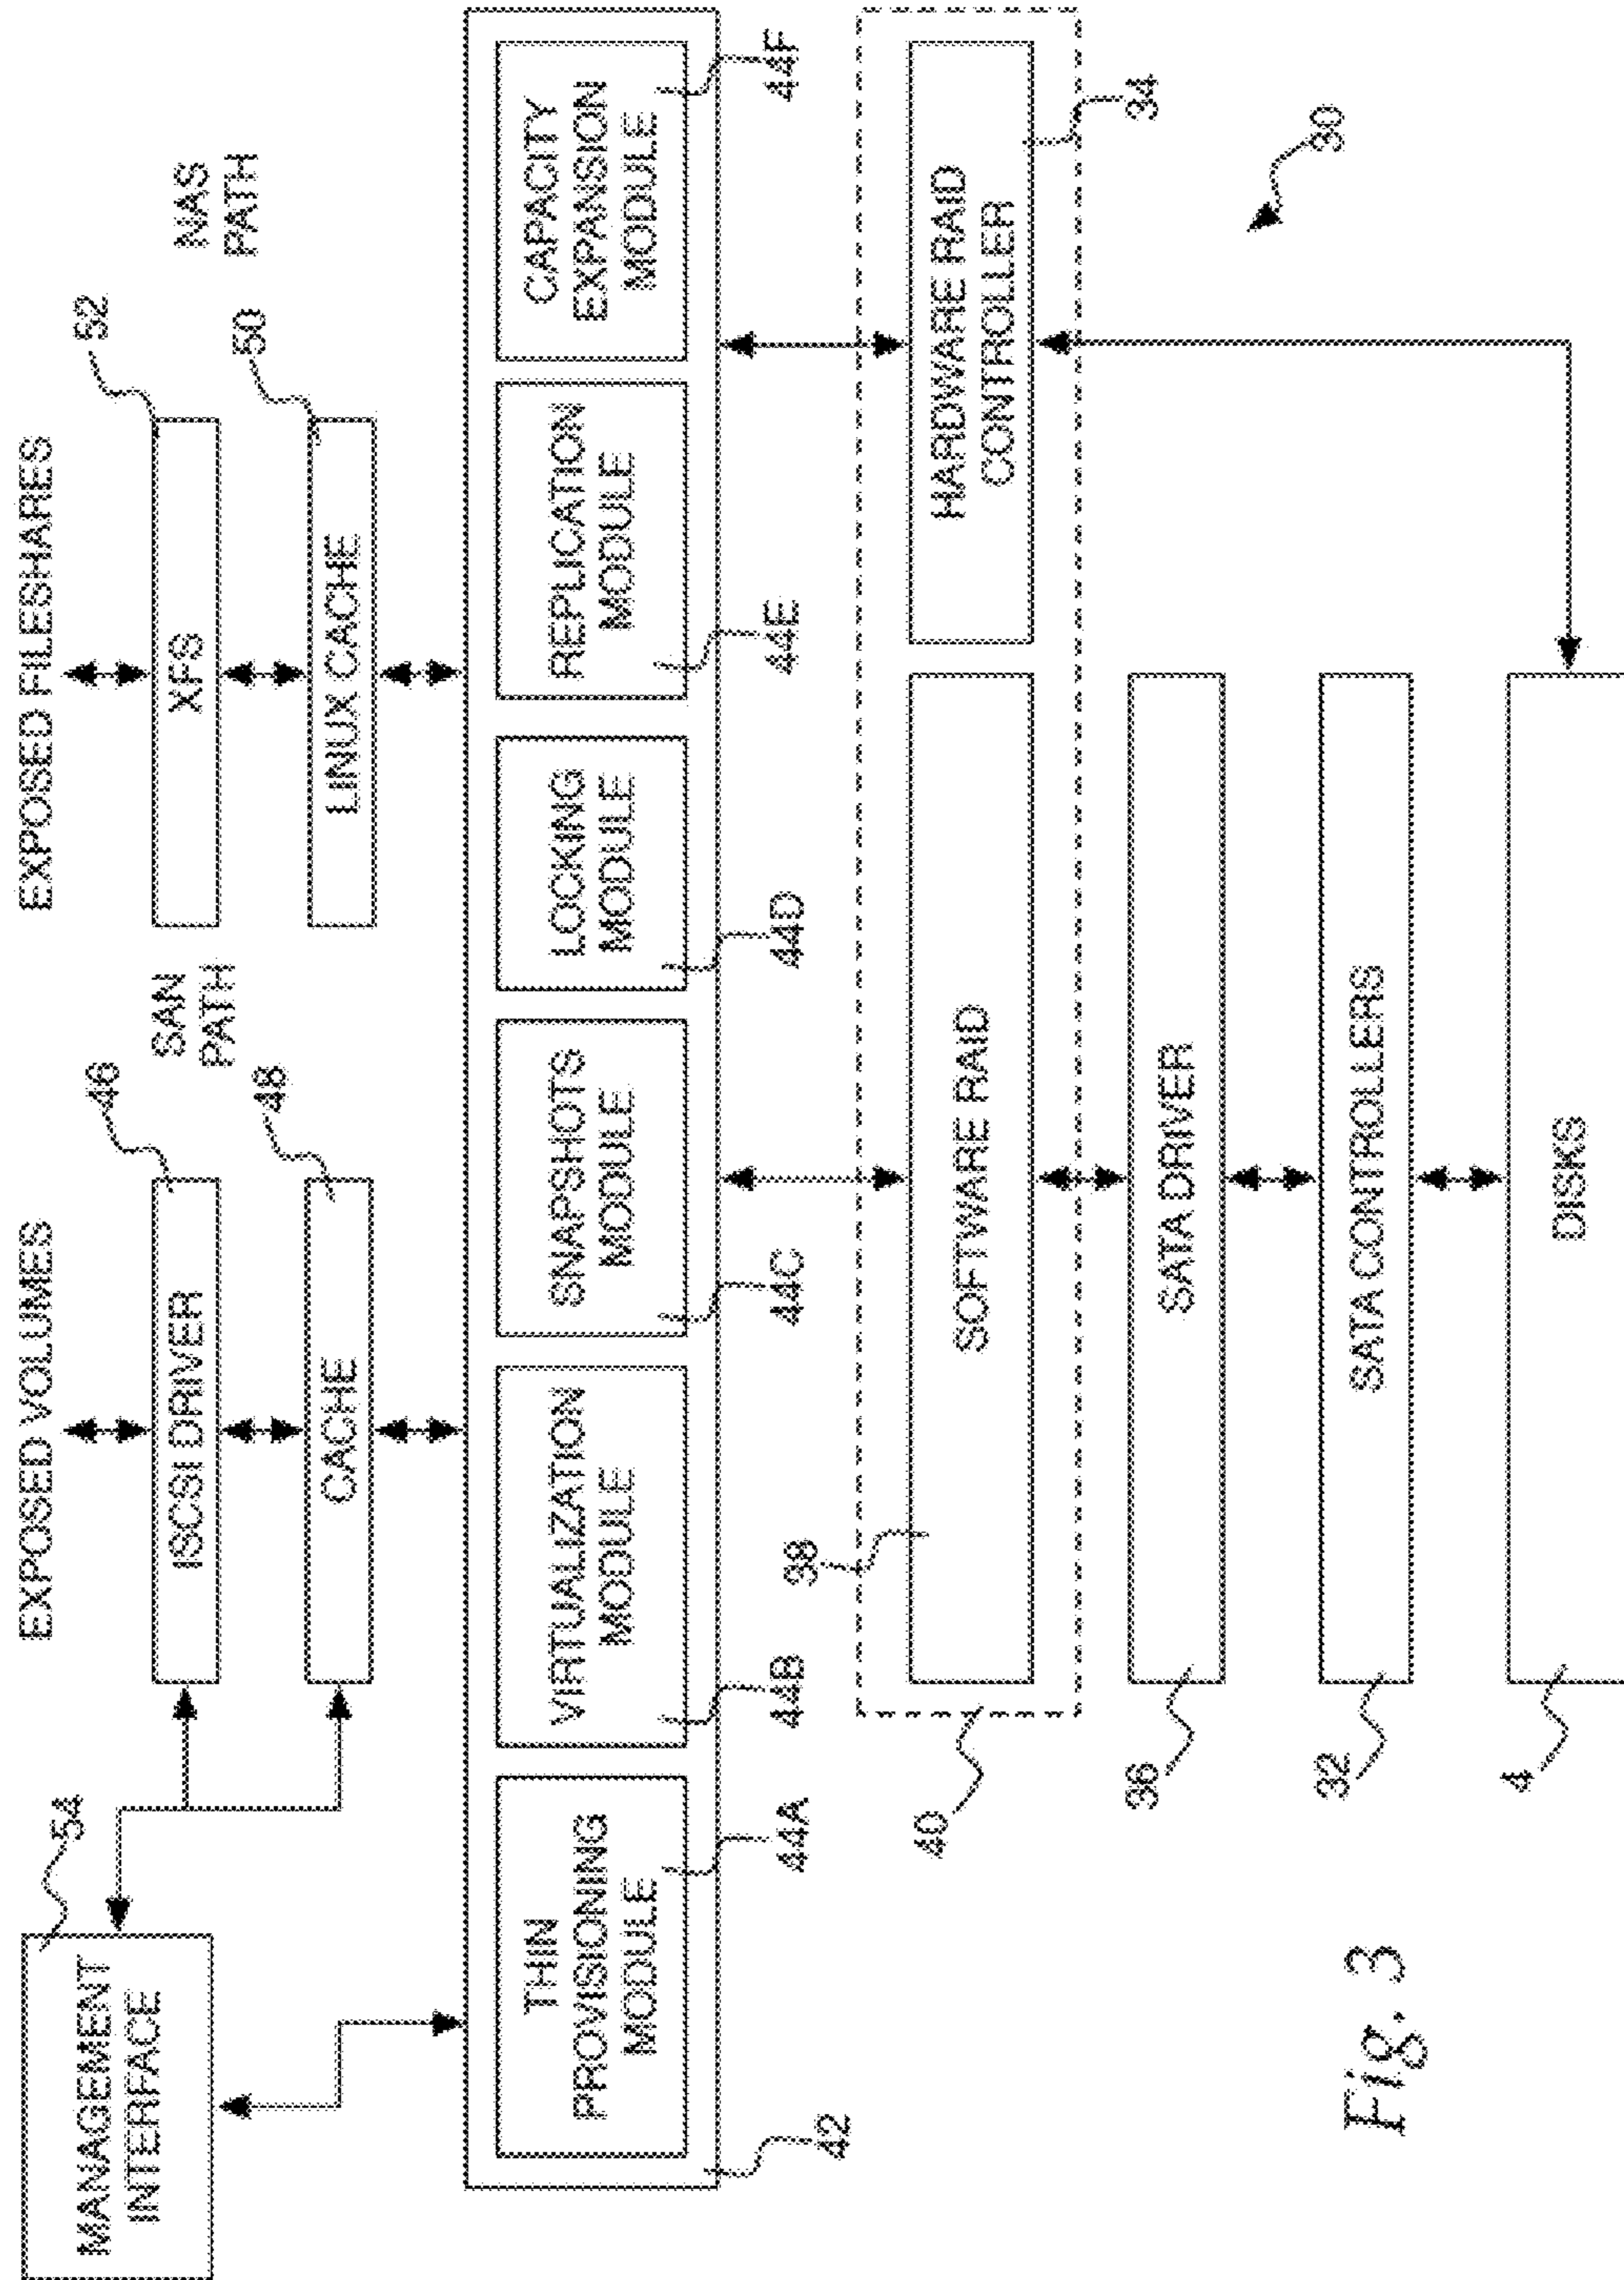 EXPOSED VOLUMES
EXPOSED FILESHARES
54
MANAGEMENT
INTERFACE
46
ISCSI DRIVER
SAN
PATH
48
CACHE
52
XFS
NAS
PATH
50
LINUX CACHE
THIN
PROVISIONING
MODULE
VIRTUALIZATION
MODULE
SNAPSHOTS
MODULE
LOCKING
MODULE
REPLICATION
MODULE
CAPACITY
EXPANSION
MODULE
42
44A
44B
44C
44D
44E
44F
38
SOFTWARE RAID
HARDWARE RAID
CONTROLLER
34
40
36
SATA DRIVER
32
SATA CONTROLLERS
4
DISKS
30
Fig. 3